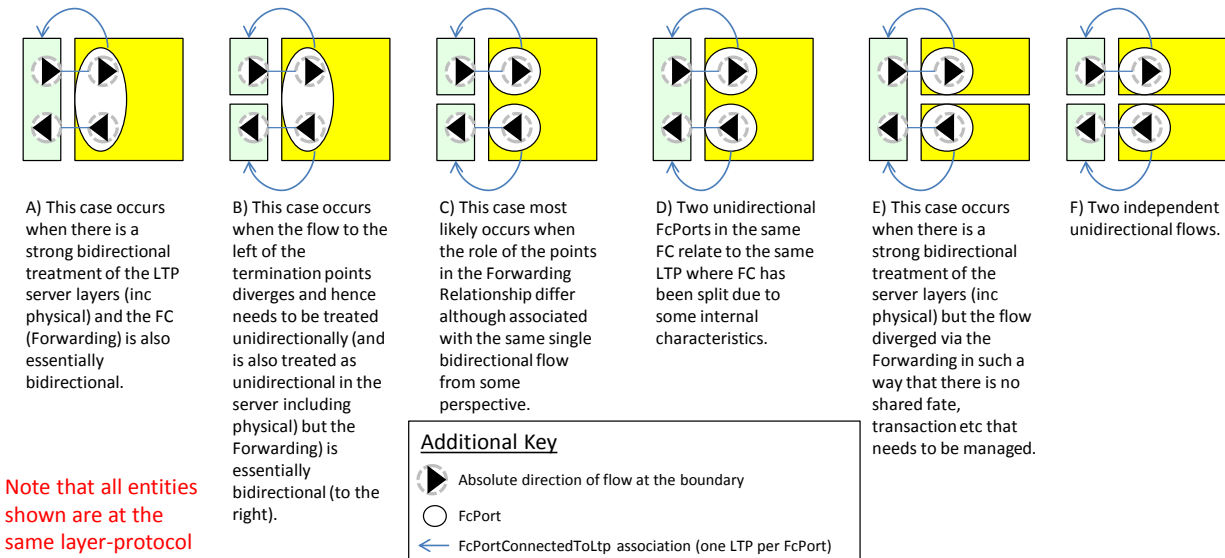 A) This case occurs
when there is a
strong bidirectional
treatment of the LTP
server layers (inc
physical) and the FC
(Forwarding) is also
essentially
bidirectional.
B) This case occurs
when the flow to the
left of the
termination points
diverges and hence
needs to be treated
unidirectionally (and
is also treated as
unidirectional in the
server including
physical) but the
Forwarding) is
essentially
bidirectional (to the
right).
C) This case most
likely occurs when
the role of the points
in the Forwarding
Relationship differ
although associated
with the same single
bidirectional flow
from some
perspective.
D) Two unidirectional
FcPorts in the same
FC relate to the same
LTP where FC has
been split due to
some internal
characteristics.
E) This case occurs
when there is a
strong bidirectional
treatment of the
server layers (inc
physical) but the flow
diverged via the
Forwarding in such a
way that there is no
shared fate,
transaction etc that
needs to be managed.
F) Two independent
unidirectional flows.
Note that all entities
shown are at the
same layer-protocol
Additional Key
Absolute direction of flow at the boundary
FcPort
FcPortConnectedToLtp association (one LTP per FcPort)